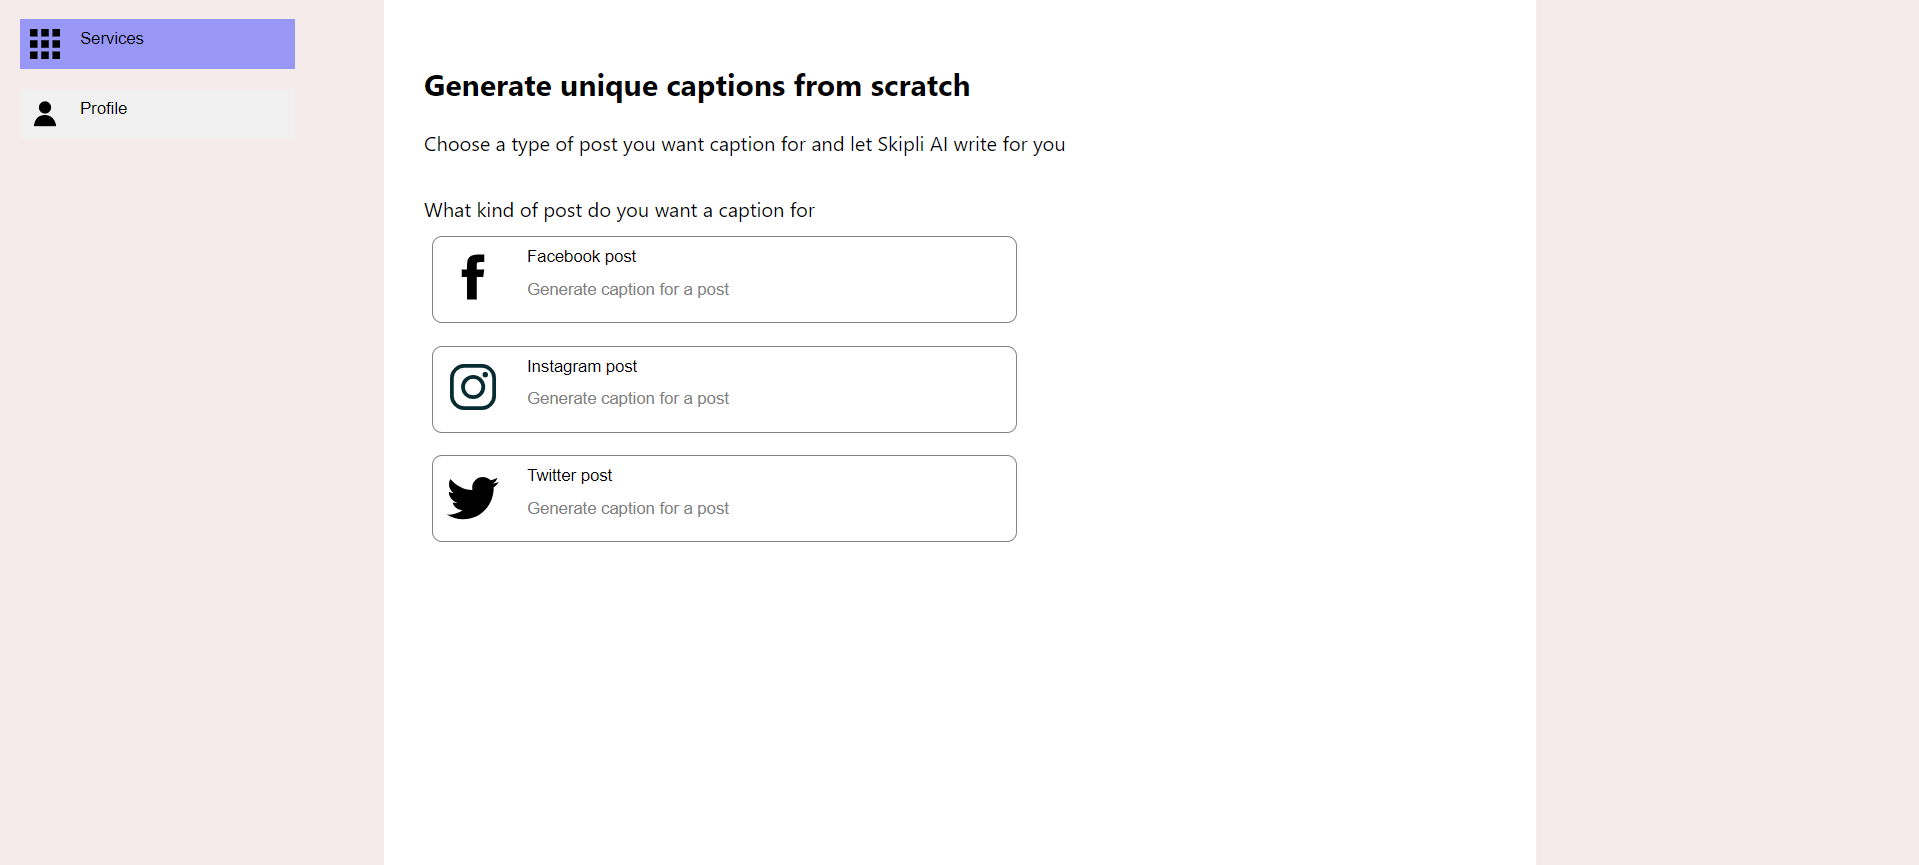 Services
Profile
Generate unique captions from scratch
Choose a type of post you want caption for and let Skipli AI write for you
What kind of post do you want a caption for
Facebook post
Generate caption for a post
Instagram post
Generate caption for a post
Twitter post
Generate caption for a post